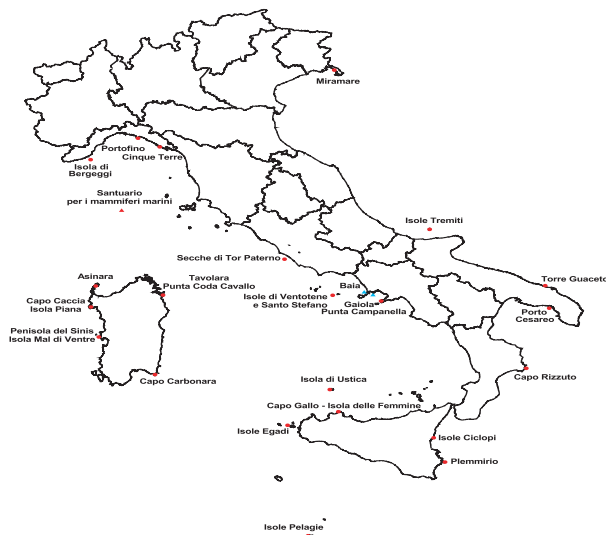 Miramare
Portofino
Cinque Terre
Isola di
Bergeggi
Santuario
per i mammiferi marini
Isole Tremiti
Secche di Tor Paterno
Asinara
Tavolara
Punta Coda Cavallo
Baia
Torre Guaceto
Capo Caccia
Isola Piana
Isole di Ventotene
e Santo Stefano
Gaiola
Punta Campanella
Porto
Cesareo
Penisola del Sinis
Isola Mal di Ventre
Capo Carbonara
Isola di Ustica
Capo Rizzuto
Capo Gallo - Isola delle Femmine
Isole Egadi
Isole Ciclopi
Plemmirio
Isole Pelagie